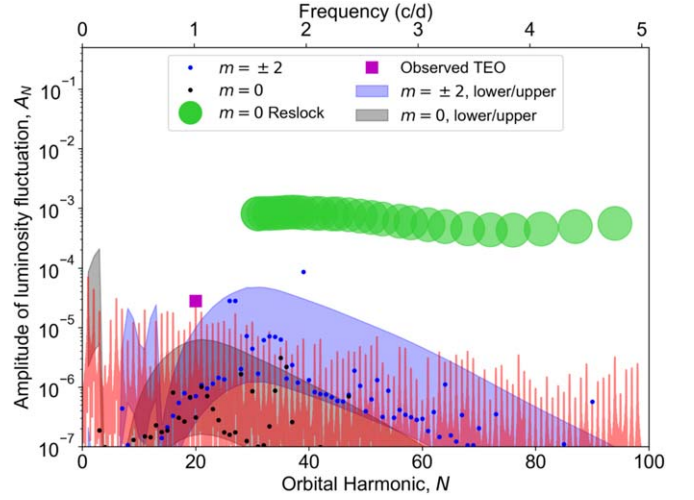 Frequency (c/d)
0 1 2 3 4 5
Amplitude of luminosity fluctuation, A_N
10⁻¹
10⁻²
10⁻³
10⁻⁴
10⁻⁵
10⁻⁶
10⁻⁷
m = ±2
m = 0
m = 0 Reslock
Observed TEO
m = ±2, lower/upper
m = 0, lower/upper
0 20 40 60 80 100
Orbital Harmonic, N